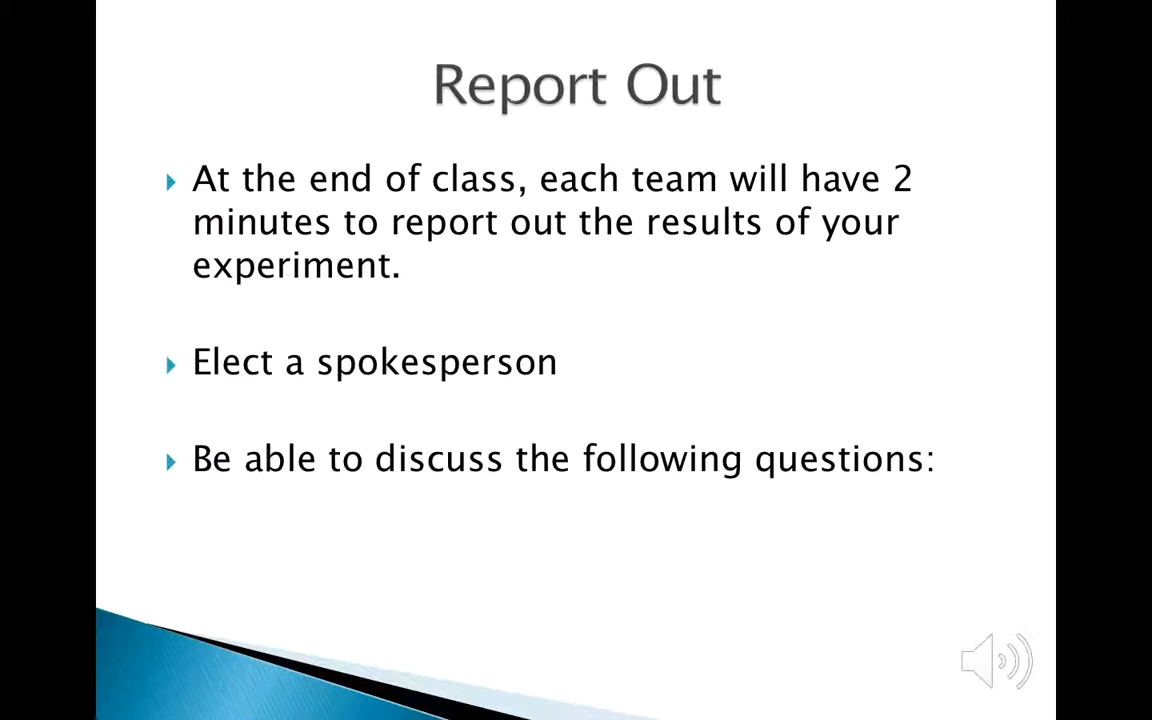 Report Out
At the end of class, each team will have 2
minutes to report out the results of your
experiment.
Elect a spokesperson
Be able to discuss the following questions: